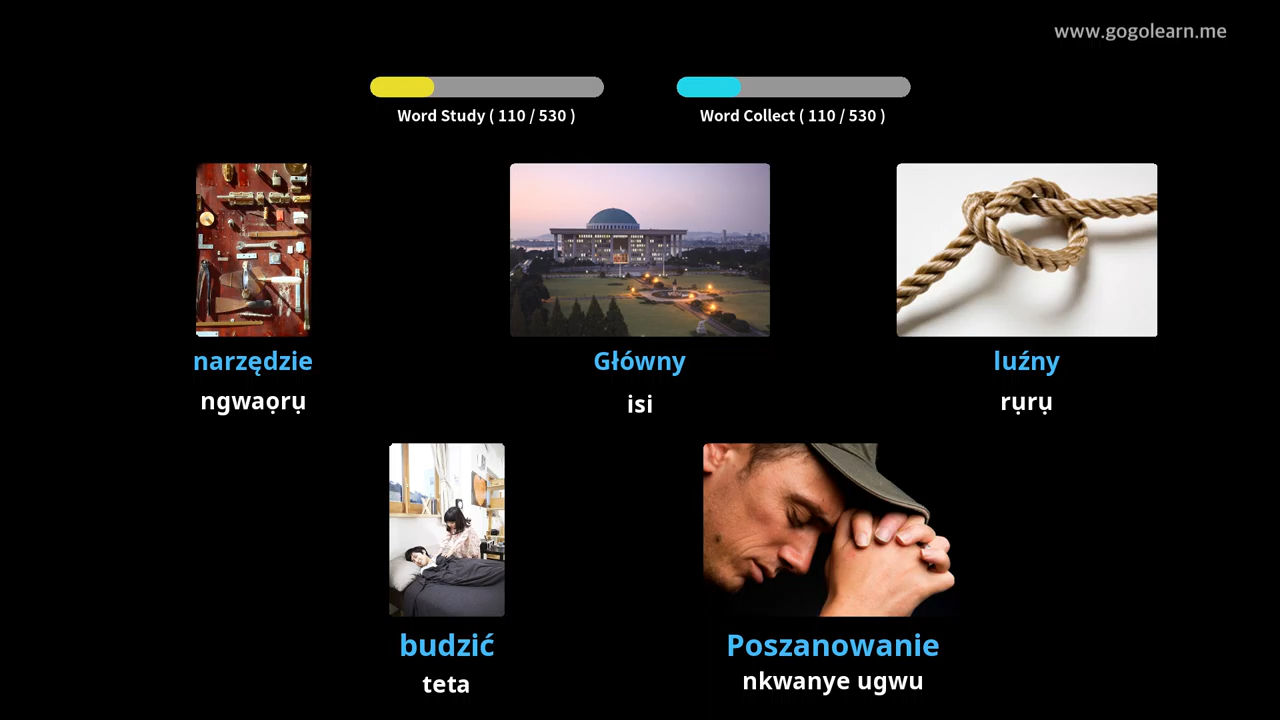 www.gogolearn.me
Word Study ( 110 / 530 )
Word Collect ( 110 / 530 )
narzędzie
ngwaọrụ
Główny
isi
luźny
rụrụ
budzić
teta
Poszanowanie
nkwanye ugwu